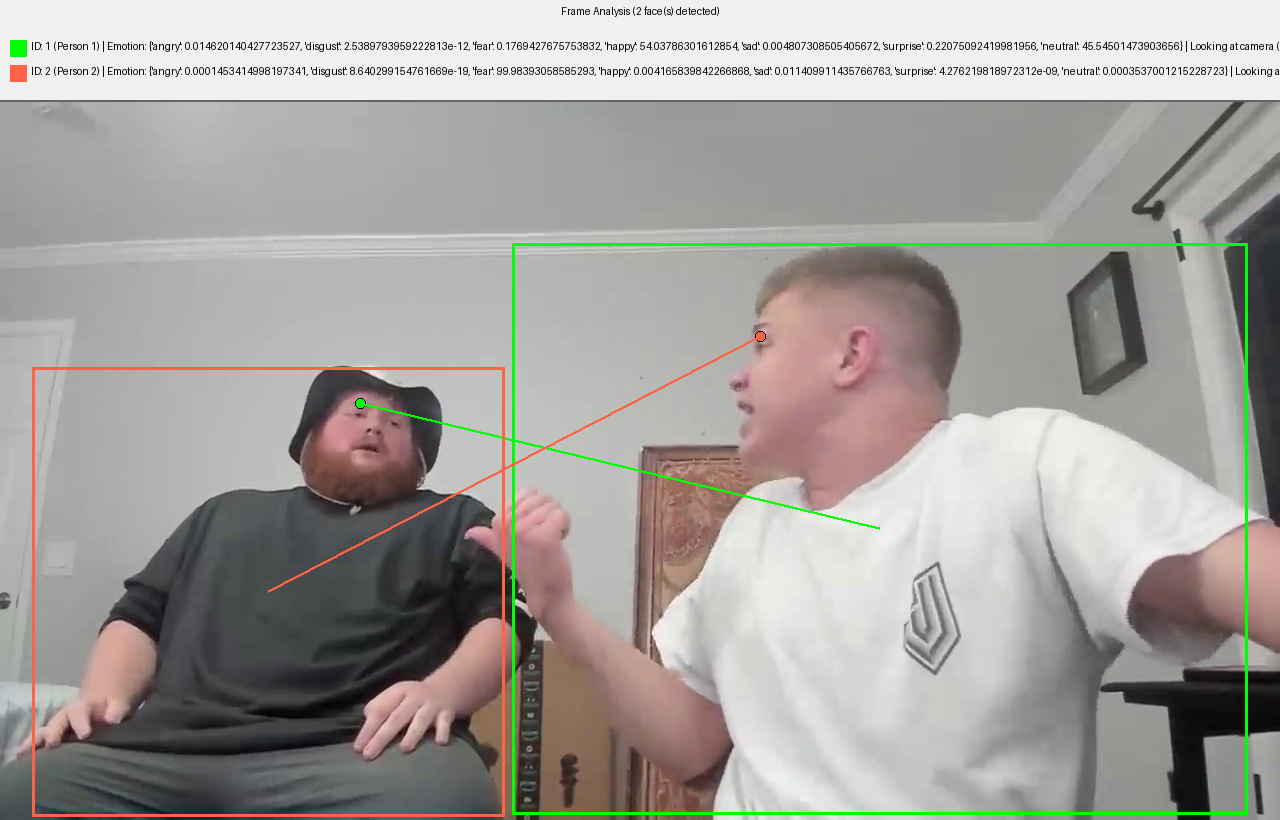 Frame Analysis (2 face(s) detected)
ID: 1 (Person 1) | Emotion: {'angry': 0.014620140427723527, 'disgust': 2.5389793959222813e-12, 'fear': 0.1769427675753832, 'happy': 54.03786301612854, 'sad': 0.004807308505405672, 'surprise': 0.22075092419981956, 'neutral': 45.545014739036​56} | Looking at camera (
ID: 2 (Person 2) | Emotion: {'angry': 0.0001453414998197341, 'disgust': 8.640299154761669e-19, 'fear': 99.98393058585293, 'happy': 0.004165839842266868, 'sad': 0.011409911435766763, 'surprise': 4.276219818972312e-09, 'neutral': 0.0003537001215228723} | Looking a